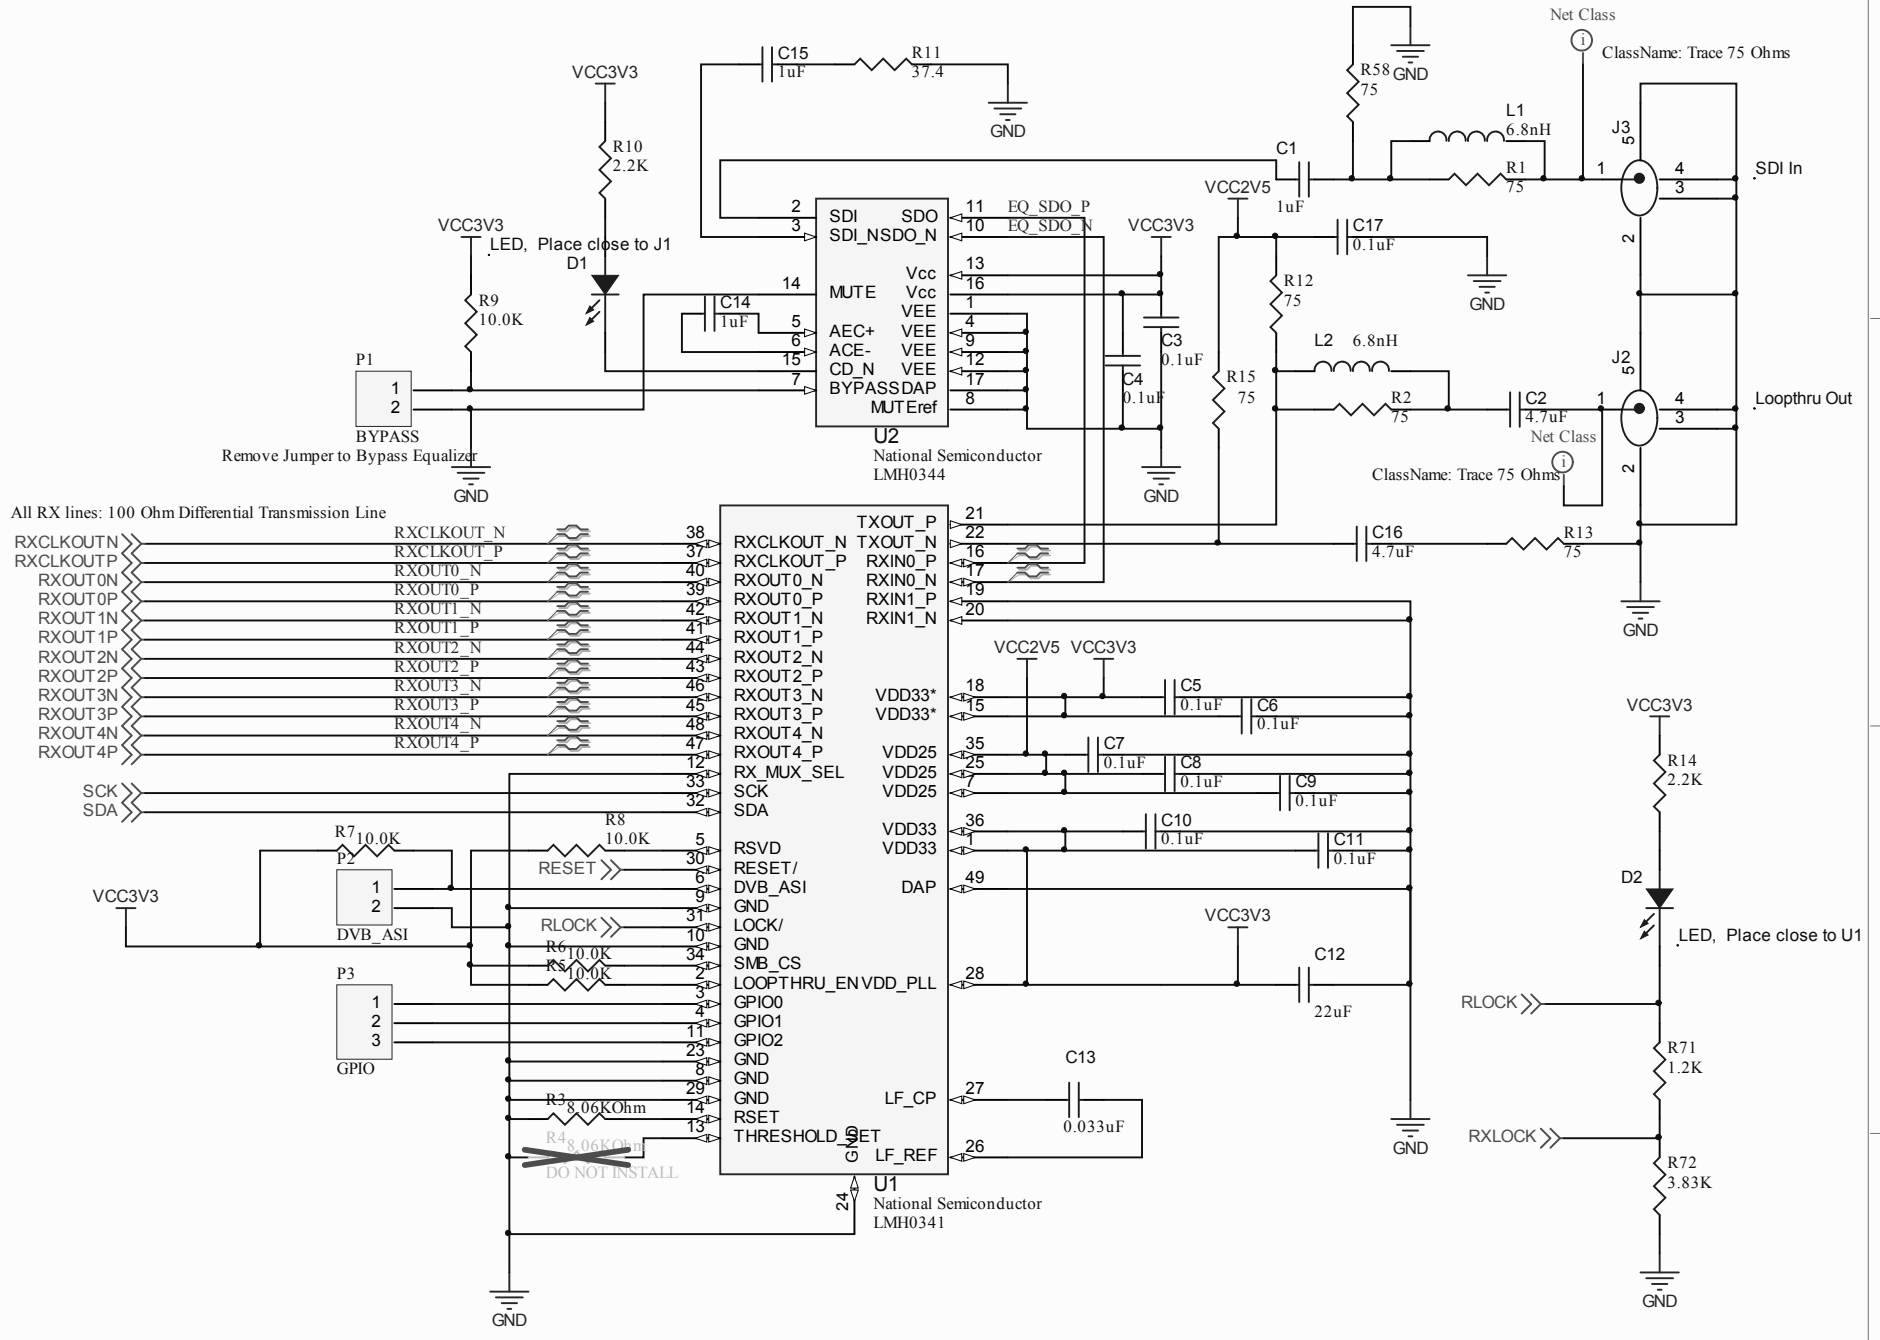 Net Class
ClassName: Trace 75 Ohms
C15
1uF
R11
37.4
GND
VCC3V3
R10
2.2K
R58
75
GND
L1
6.8nH
J3
5
1
4
3
2
SDI In
R1
75
C1
1uF
VCC2V5
C17
0.1uF
GND
VCC3V3
LED, Place close to J1
D1
R9
10.0K
P1
1
2
BYPASS
Remove Jumper to Bypass Equalizer
GND
C14
1uF
2
3
14
5
6
15
7
SDI
SDI_N
MUTE
AEC+
ACE-
CD_N
BYPASS
SDO
SDO_N
Vcc
Vcc
VEE
VEE
VEE
VEE
DAP
MUTEref
11
10
13
16
1
4
9
12
17
8
EQ_SDO_P
EQ_SDO_N
U2
National Semiconductor
LMH0344
VCC3V3
C3
0.1uF
C4
0.1uF
GND
R12
75
R15
75
L2
6.8nH
R2
75
C2
4.7uF
Net Class
ClassName: Trace 75 Ohms
J2
5
1
4
3
2
Loopthru Out
C16
4.7uF
R13
75
GND
All RX lines: 100 Ohm Differential Transmission Line
RXCLKOUTN
RXCLKOUTP
RXOUT0N
RXOUT0P
RXOUT1N
RXOUT1P
RXOUT2N
RXOUT2P
RXOUT3N
RXOUT3P
RXOUT4N
RXOUT4P
SCK
SDA
RXCLKOUT_N
RXCLKOUT_P
RXOUT0_N
RXOUT0_P
RXOUT1_N
RXOUT1_P
RXOUT2_N
RXOUT2_P
RXOUT3_N
RXOUT3_P
RXOUT4_N
RXOUT4_P
38
37
40
39
42
41
44
43
46
45
48
47
12
33
32
5
30
6
9
31
10
34
2
3
4
11
23
8
29
14
13
RXCLKOUT_N
RXCLKOUT_P
RXOUT0_N
RXOUT0_P
RXOUT1_N
RXOUT1_P
RXOUT2_N
RXOUT2_P
RXOUT3_N
RXOUT3_P
RXOUT4_N
RXOUT4_P
RX_MUX_SEL
SCK
SDA
RSVD
RESET/
DVB_ASI
GND
LOCK/
GND
SMB_CS
LOOPTHRU_EN
GPIO0
GPIO1
GPIO2
GND
GND
GND
RSET
THRESHOLD_SET
GND
TXOUT_P
TXOUT_N
RXIN0_P
RXIN0_N
RXIN1_P
RXIN1_N
VDD33*
VDD33*
VDD25
VDD25
VDD25
VDD33
VDD33
DAP
VDD_PLL
LF_CP
LF_REF
21
22
16
17
19
20
18
15
35
25
7
36
1
49
28
27
26
24
U1
National Semiconductor
LMH0341
R7
10.0K
P2
1
2
DVB_ASI
VCC3V3
R8
10.0K
RESET
RLOCK
R6
10.0K
R5
10.0K
P3
1
2
3
GPIO
R3
8.06KOhm
R4
8.06KOhm
DO NOT INSTALL
GND
VCC2V5
VCC3V3
C5
0.1uF
C6
0.1uF
C7
0.1uF
C8
0.1uF
C9
0.1uF
C10
0.1uF
C11
0.1uF
VCC3V3
C12
22uF
C13
0.033uF
GND
VCC3V3
R14
2.2K
D2
LED, Place close to U1
RLOCK
R71
1.2K
RXLOCK
R72
3.83K
GND